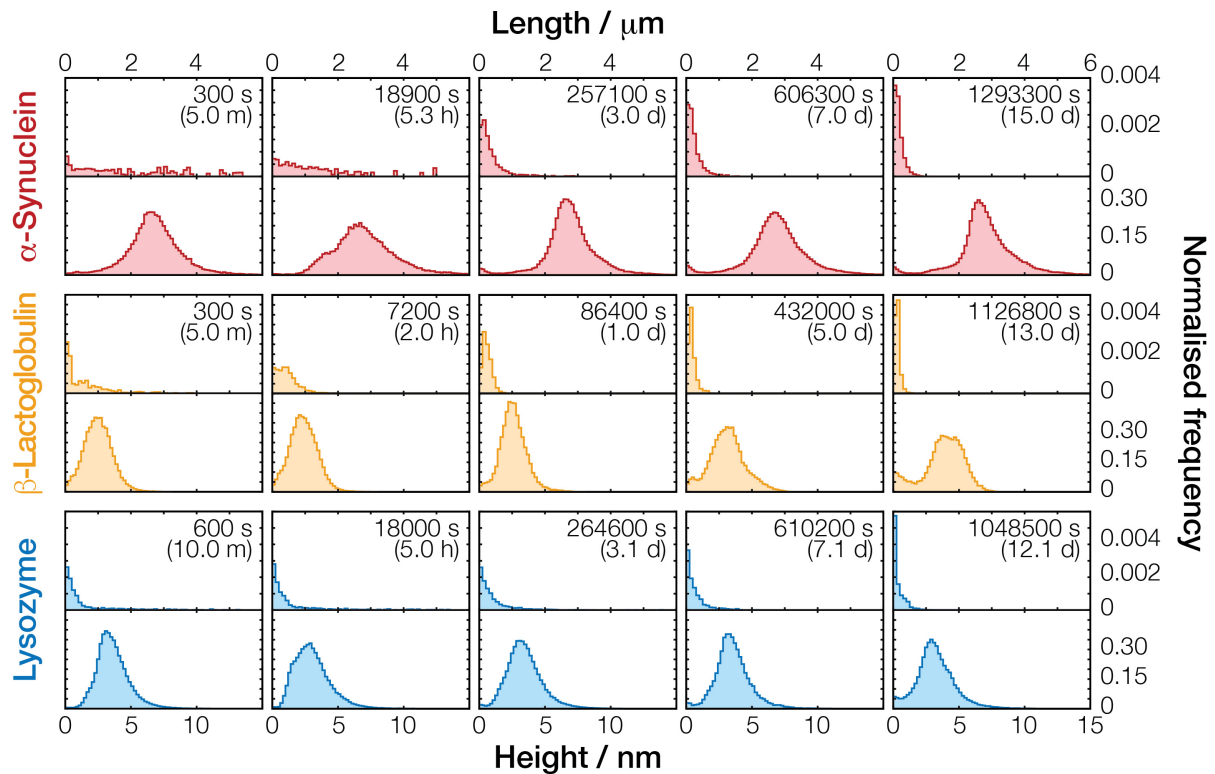 Length / μm
0 2 4 0 2 4 0 2 4 0 2 4 0 2 4 6
α-Synuclein
300 s
(5.0 m)
18900 s
(5.3 h)
257100 s
(3.0 d)
606300 s
(7.0 d)
1293300 s
(15.0 d)
0.004
0.002
0
0.30
0.15
0
β-Lactoglobulin
300 s
(5.0 m)
7200 s
(2.0 h)
86400 s
(1.0 d)
432000 s
(5.0 d)
1126800 s
(13.0 d)
0.004
0.002
0
0.30
0.15
0
Normalised frequency
Lysozyme
600 s
(10.0 m)
18000 s
(5.0 h)
264600 s
(3.1 d)
610200 s
(7.1 d)
1048500 s
(12.1 d)
0.004
0.002
0
0.30
0.15
0
0 5 10 0 5 10 0 5 10 0 5 10 0 5 10 15
Height / nm